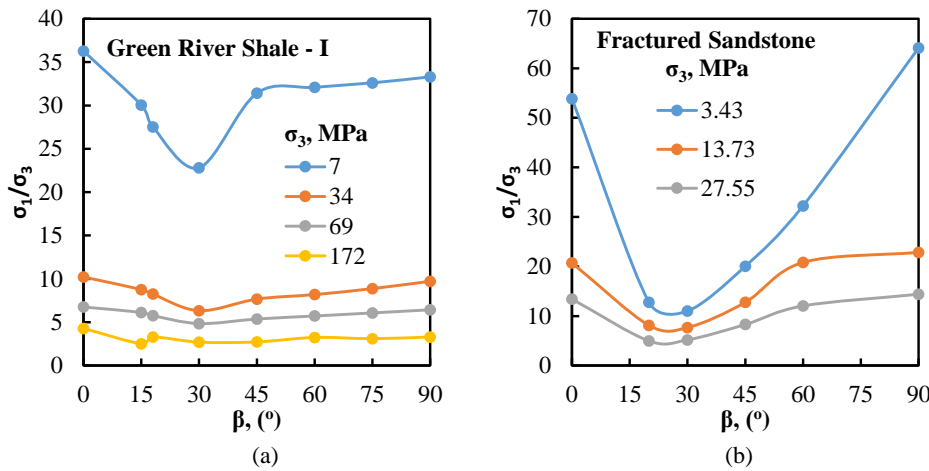 Green River Shale - I
σ₁/σ₃
40
35
30
25
20
15
10
5
0
σ₃, MPa
7
34
69
172
0 15 30 45 60 75 90
β, (º)
(a)
Fractured Sandstone
σ₃, MPa
3.43
13.73
27.55
σ₁/σ₃
70
60
50
40
30
20
10
0
0 15 30 45 60 75 90
β, (º)
(b)